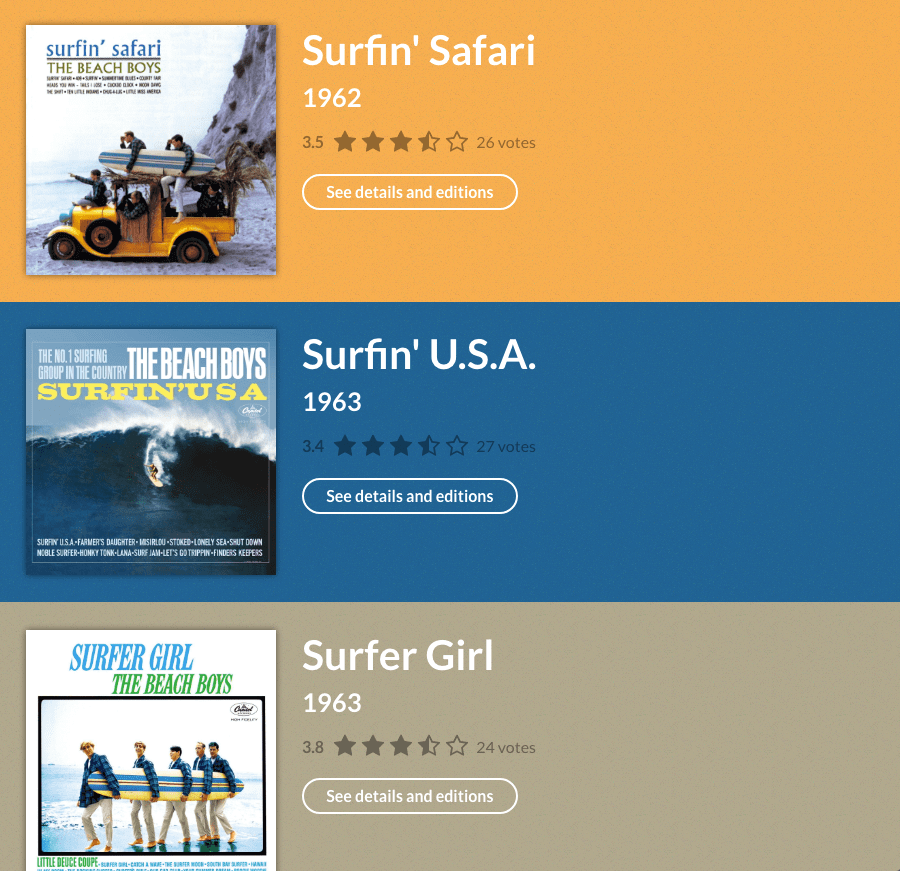 surfin' safari
THE BEACH BOYS
SURFIN' SAFARI • 409 • SURFIN' • SUMMERTIME BLUES • COUNTY FAIR
HEADS YOU WIN - TAILS I LOSE • CUCKOO CLOCK • MOON DAWG
THE SHIFT • TEN LITTLE INDIANS • CHUG-A-LUG • LITTLE MISS AMERICA
Surfin' Safari
1962
3.5 26 votes
See details and editions
THE NO.1 SURFING
GROUP IN THE COUNTRY THE BEACH BOYS
SURFIN' USA
Capitol
SURFIN' U.S.A.•FARMER'S DAUGHTER•MISIRLOU•STOKED•LONELY SEA•SHUT DOWN
NOBLE SURFER•HONKY TONK•LANA•SURF JAM•LET'S GO TRIPPIN'•FINDERS KEEPERS
Surfin' U.S.A.
1963
3.4 27 votes
See details and editions
SURFER GIRL
THE BEACH BOYS
Capitol
HIGH FIDELITY
LITTLE DEUCE COUPE•SURFER GIRL•CATCH A WAVE•THE SURFER MOON•SOUTH BAY SURFER•HAWAII
Surfer Girl
1963
3.8 24 votes
See details and editions